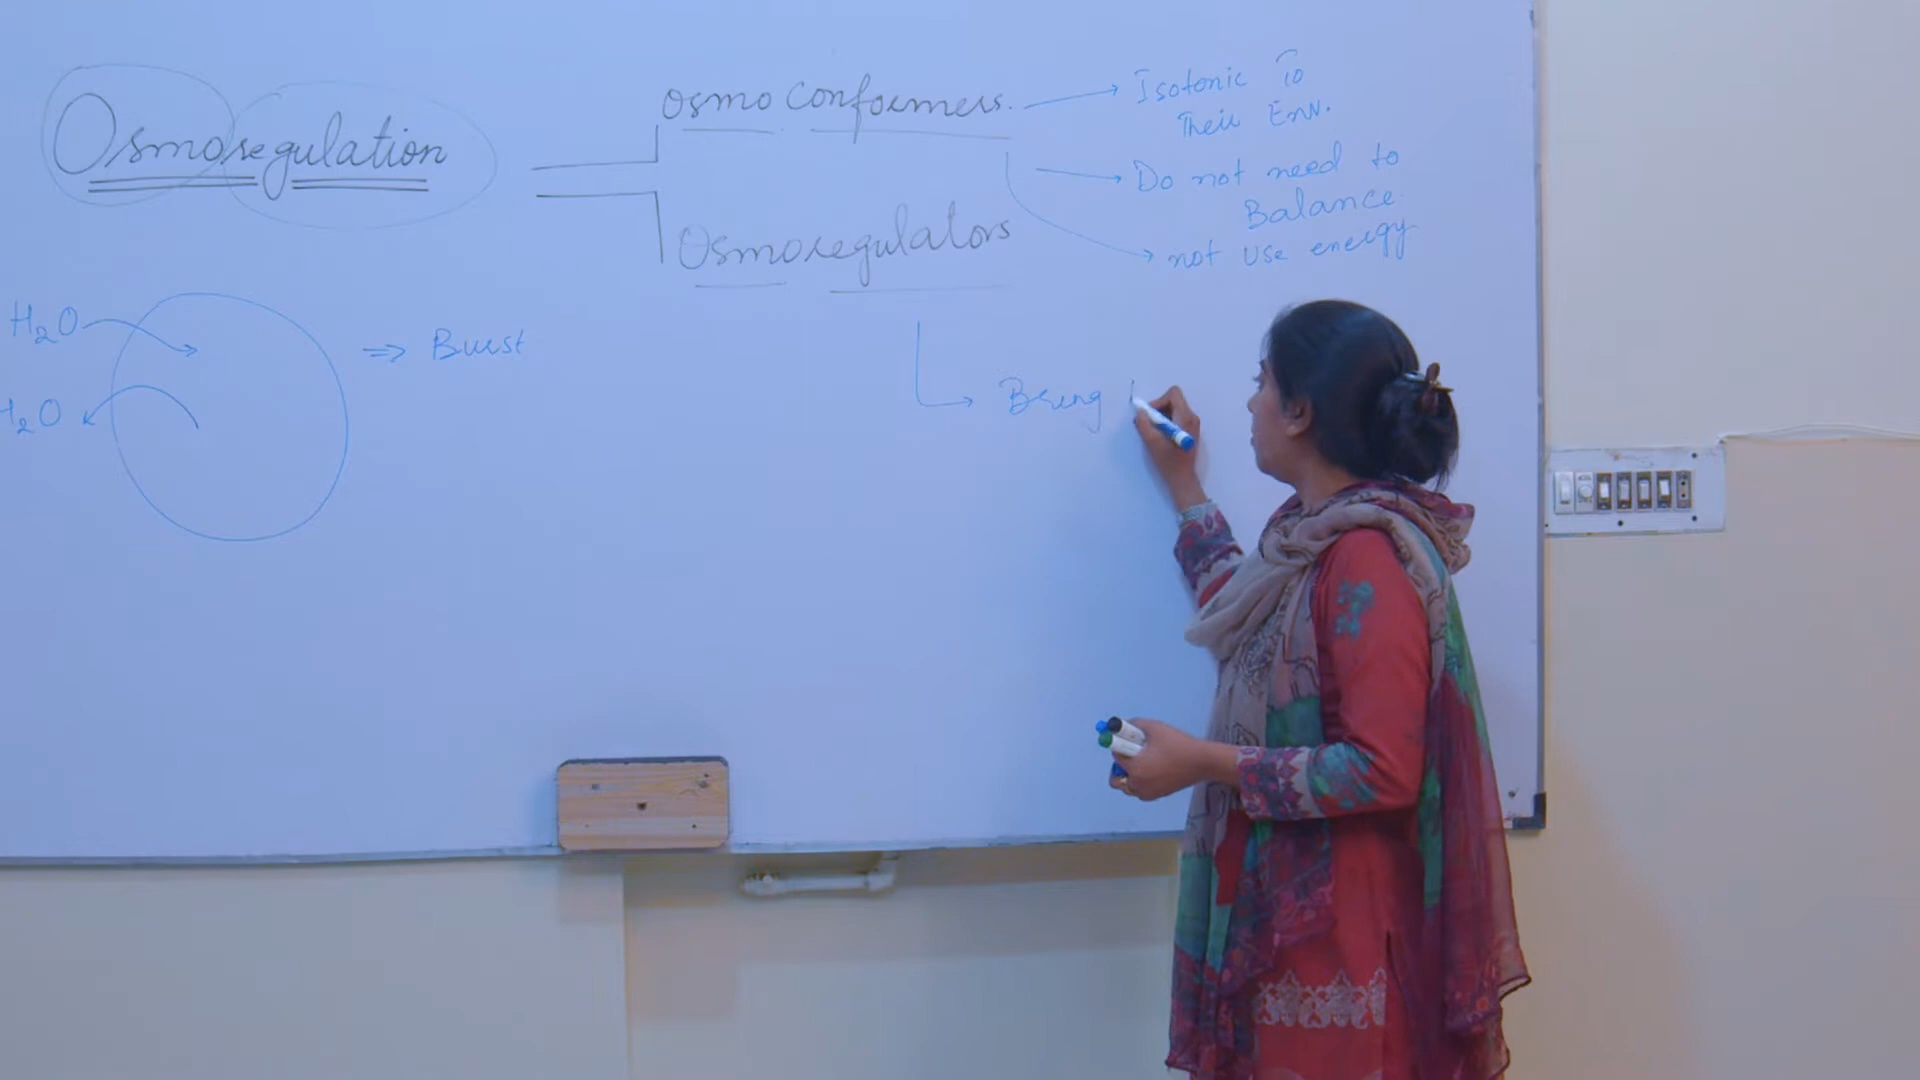 Osmoregulation
Osmo conformers.
Isotonic To
Their Env.
Do not need to
Balance
not use energy
Osmoregulators
H2O
H2O
⇒ Burst
Bring